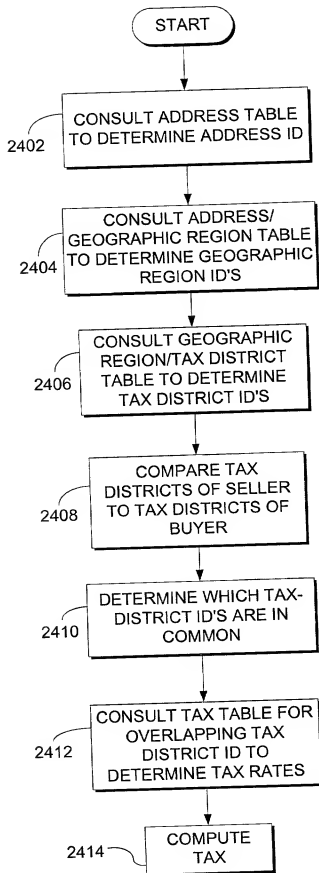 START
CONSULT ADDRESS TABLE
TO DETERMINE ADDRESS ID
2402
CONSULT ADDRESS/
GEOGRAPHIC REGION TABLE
TO DETERMINE GEOGRAPHIC
REGION ID'S
2404
CONSULT GEOGRAPHIC
REGION/TAX DISTRICT
TABLE TO DETERMINE
TAX DISTRICT ID'S
2406
COMPARE TAX
DISTRICTS OF SELLER
TO TAX DISTRICTS OF
BUYER
2408
DETERMINE WHICH TAX-
DISTRICT ID'S ARE IN
COMMON
2410
CONSULT TAX TABLE FOR
OVERLAPPING TAX
DISTRICT ID TO
DETERMINE TAX RATES
2412
COMPUTE
TAX
2414